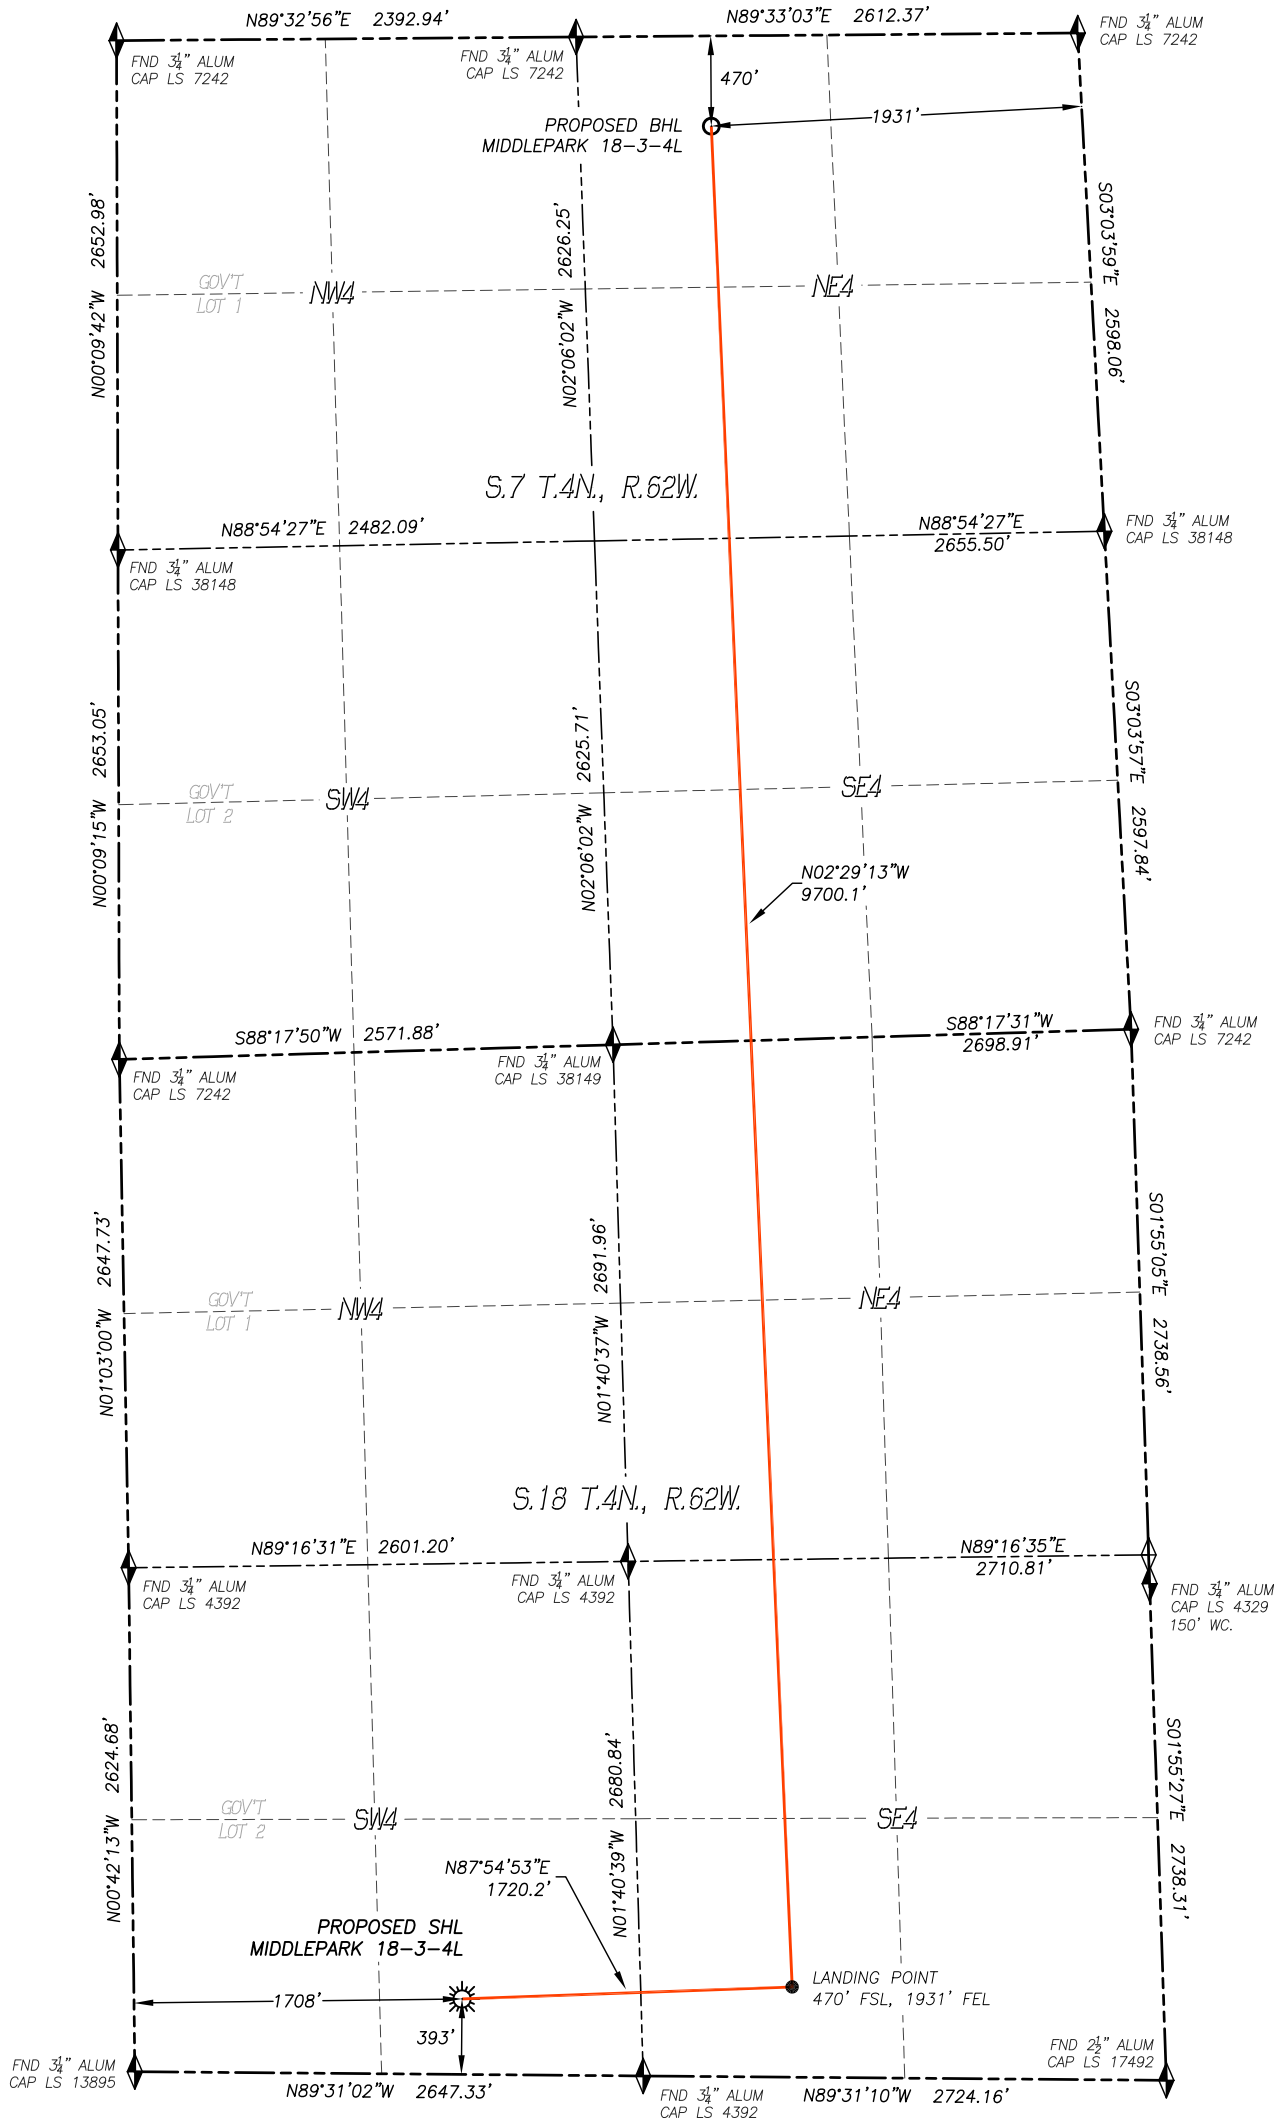 N89°32'56"E 2392.94'
N89°33'03"E 2612.37'
FND 3¼" ALUM
CAP LS 7242
FND 3¼" ALUM
CAP LS 7242
FND 3¼" ALUM
CAP LS 7242
470'
1931'
PROPOSED BHL
MIDDLEPARK 18-3-4L
N00°09'42"W 2652.98'
N02°06'02"W 2626.25'
S03°03'59"E 2598.06'
GOV'T
LOT 1
NW4
NE4
S.7 T.4N., R.62W.
N88°54'27"E 2482.09'
N88°54'27"E
2655.50'
FND 3¼" ALUM
CAP LS 38148
FND 3¼" ALUM
CAP LS 38148
N00°09'15"W 2653.05'
N02°06'02"W 2625.71'
S03°03'57"E 2597.84'
GOV'T
LOT 2
SW4
SE4
N02°29'13"W
9700.1'
S88°17'50"W 2571.88'
S88°17'31"W
2698.91'
FND 3¼" ALUM
CAP LS 7242
FND 3¼" ALUM
CAP LS 38149
FND 3¼" ALUM
CAP LS 7242
N01°03'00"W 2647.73'
N01°40'37"W 2691.96'
S01°55'05"E 2738.56'
GOV'T
LOT 1
NW4
NE4
S.18 T.4N., R.62W.
N89°16'31"E 2601.20'
N89°16'35"E
2710.81'
FND 3¼" ALUM
CAP LS 4392
FND 3¼" ALUM
CAP LS 4392
FND 3¼" ALUM
CAP LS 4329
150' WC.
N00°42'13"W 2624.68'
N01°40'39"W 2680.84'
S01°55'27"E 2738.31'
GOV'T
LOT 2
SW4
SE4
N87°54'53"E
1720.2'
PROPOSED SHL
MIDDLEPARK 18-3-4L
LANDING POINT
470' FSL, 1931' FEL
1708'
393'
FND 3¼" ALUM
CAP LS 13895
N89°31'02"W 2647.33'
FND 3¼" ALUM
CAP LS 4392
N89°31'10"W 2724.16'
FND 2½" ALUM
CAP LS 17492